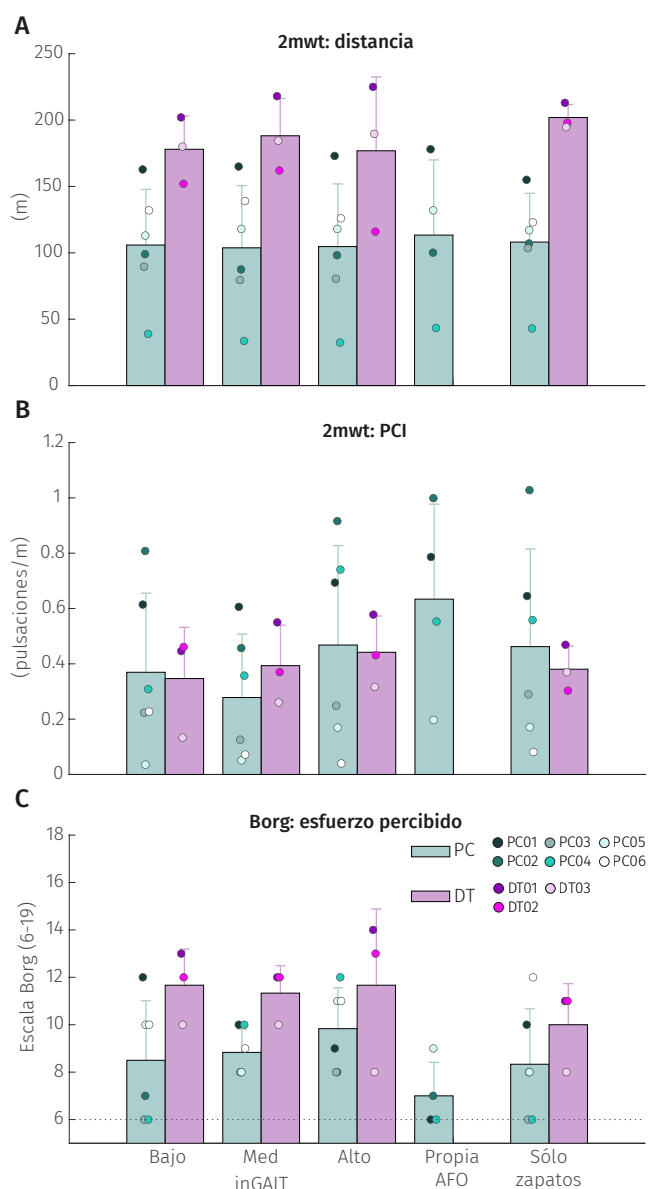 A
2mwt: distancia
250
200
150
100
50
0
(m)
B
2mwt: PCI
1.2
1
0.8
0.6
0.4
0.2
0
(pulsaciones/m)
C
Borg: esfuerzo percibido
18
16
14
12
10
8
6
Escala Borg (6-19)
PC
PC01 PC03 PC05
PC02 PC04 PC06
DT
DT01 DT03
DT02
Bajo Med Alto Propia Sólo
inGAIT AFO zapatos